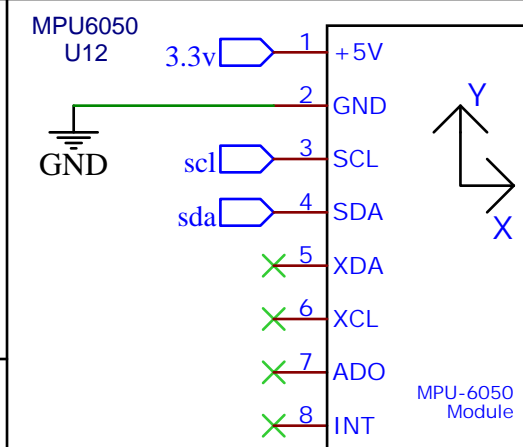 MPU6050
U12
3.3v 1 +5V
2 GND
GND
scl 3 SCL
sda 4 SDA
5 XDA
6 XCL
7 ADO
8 INT
Y
X
MPU-6050
Module